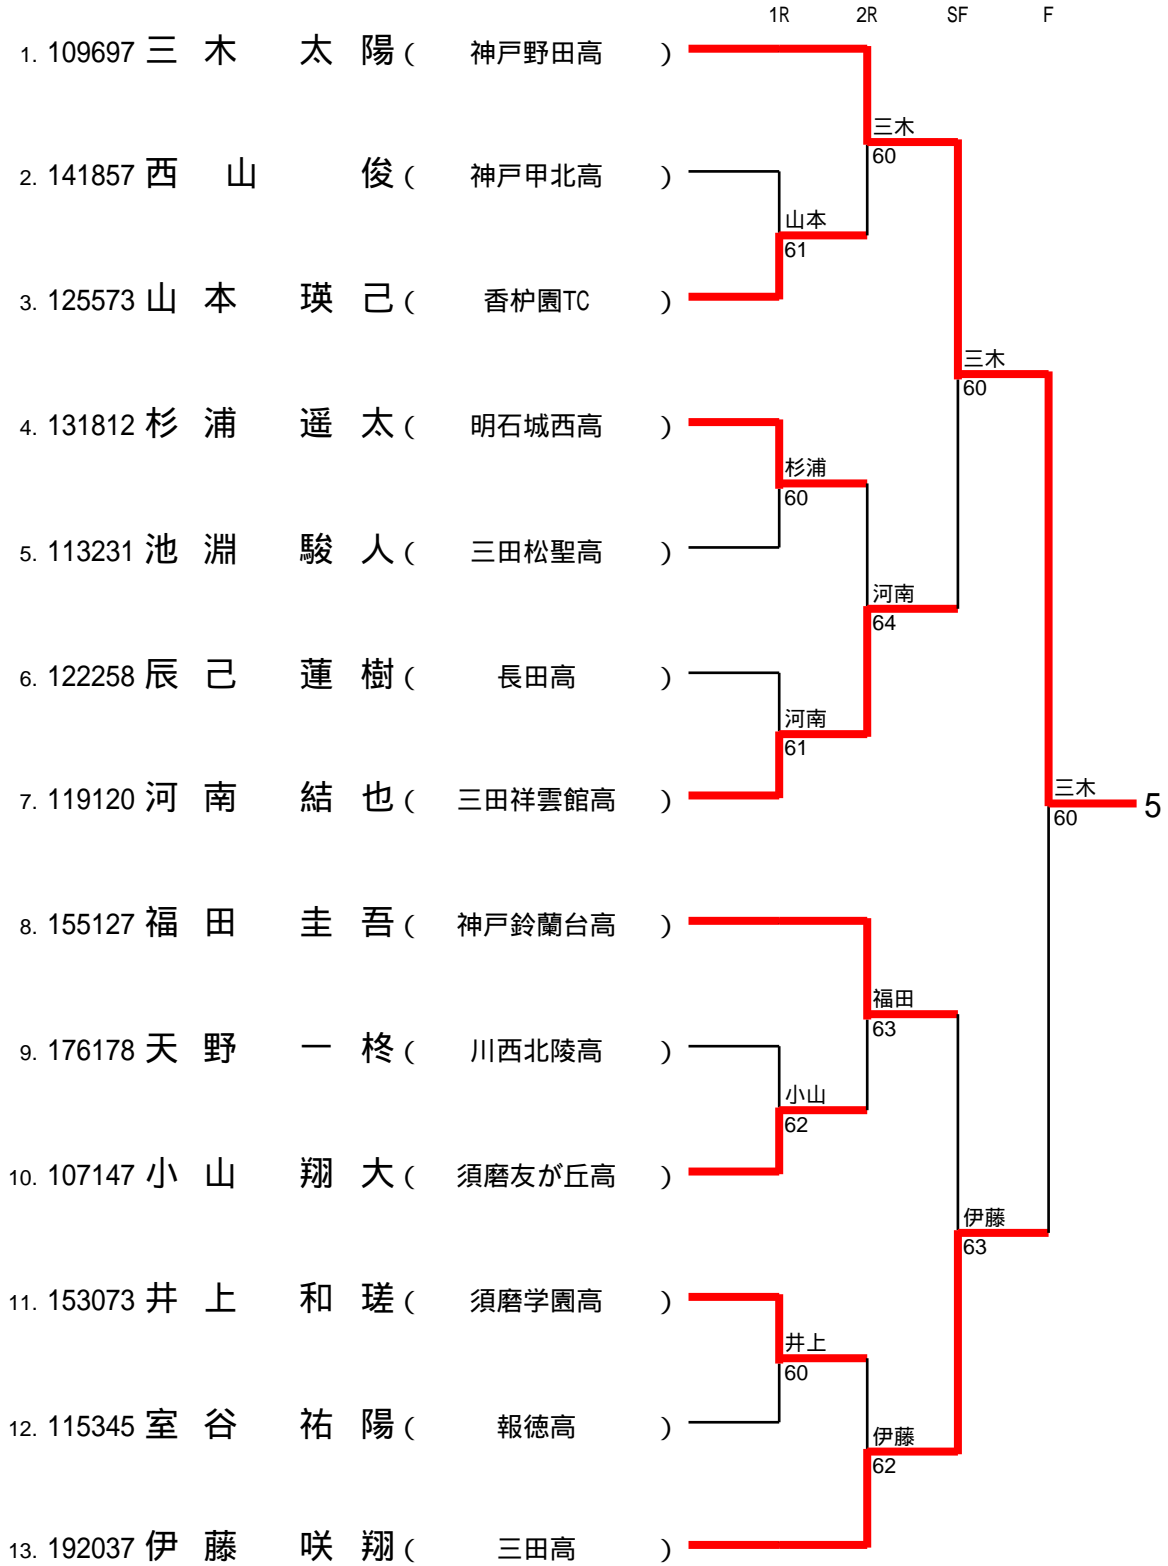 1R 2R SF F
1. 109697 三木 太陽 ( 神戸野田高 )
三木
60
2. 141857 西山 俊 ( 神戸甲北高 )
山本
61
3. 125573 山本 瑛己 ( 香枦園TC )
三木
60
4. 131812 杉浦 遥太 ( 明石城西高 )
杉浦
60
5. 113231 池淵 駿人 ( 三田松聖高 )
河南
64
6. 122258 辰己 蓮樹 ( 長田高 )
河南
61
7. 119120 河南 結也 ( 三田祥雲館高 )
三木
60
5
8. 155127 福田 圭吾 ( 神戸鈴蘭台高 )
福田
63
9. 176178 天野 一柊 ( 川西北陵高 )
小山
62
10. 107147 小山 翔大 ( 須磨友が丘高 )
伊藤
63
11. 153073 井上 和瑳 ( 須磨学園高 )
井上
60
12. 115345 室谷 祐陽 ( 報徳高 )
伊藤
62
13. 192037 伊藤 咲翔 ( 三田高 )